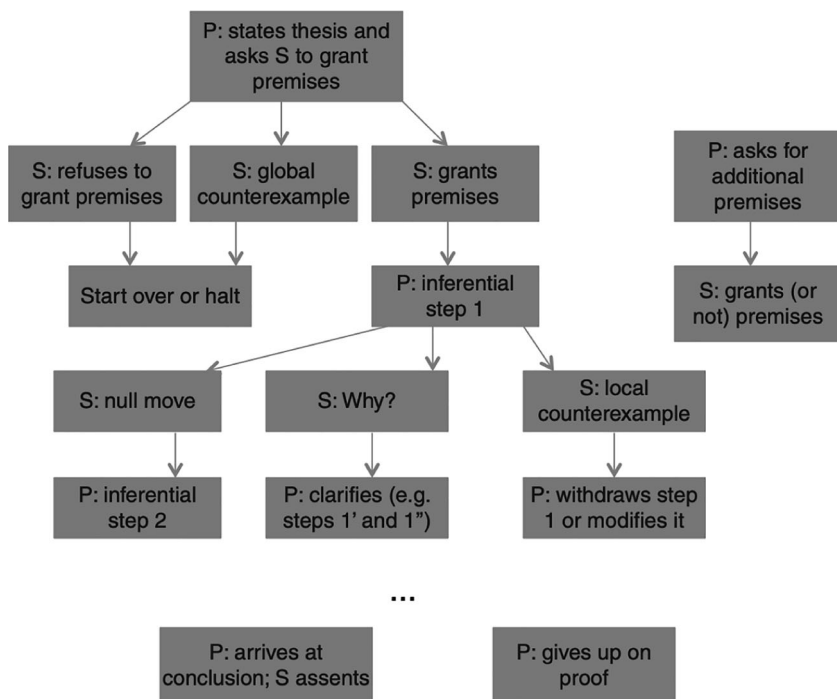 P: states thesis and
asks S to grant
premises
S: refuses to
grant premises
S: global
counterexample
S: grants
premises
P: asks for
additional
premises
Start over or halt
P: inferential
step 1
S: grants (or
not) premises
S: null move
S: Why?
S: local
counterexample
P: inferential
step 2
P: clarifies (e.g.
steps 1’ and 1”)
P: withdraws step
1 or modifies it
...
P: arrives at
conclusion; S assents
P: gives up on
proof